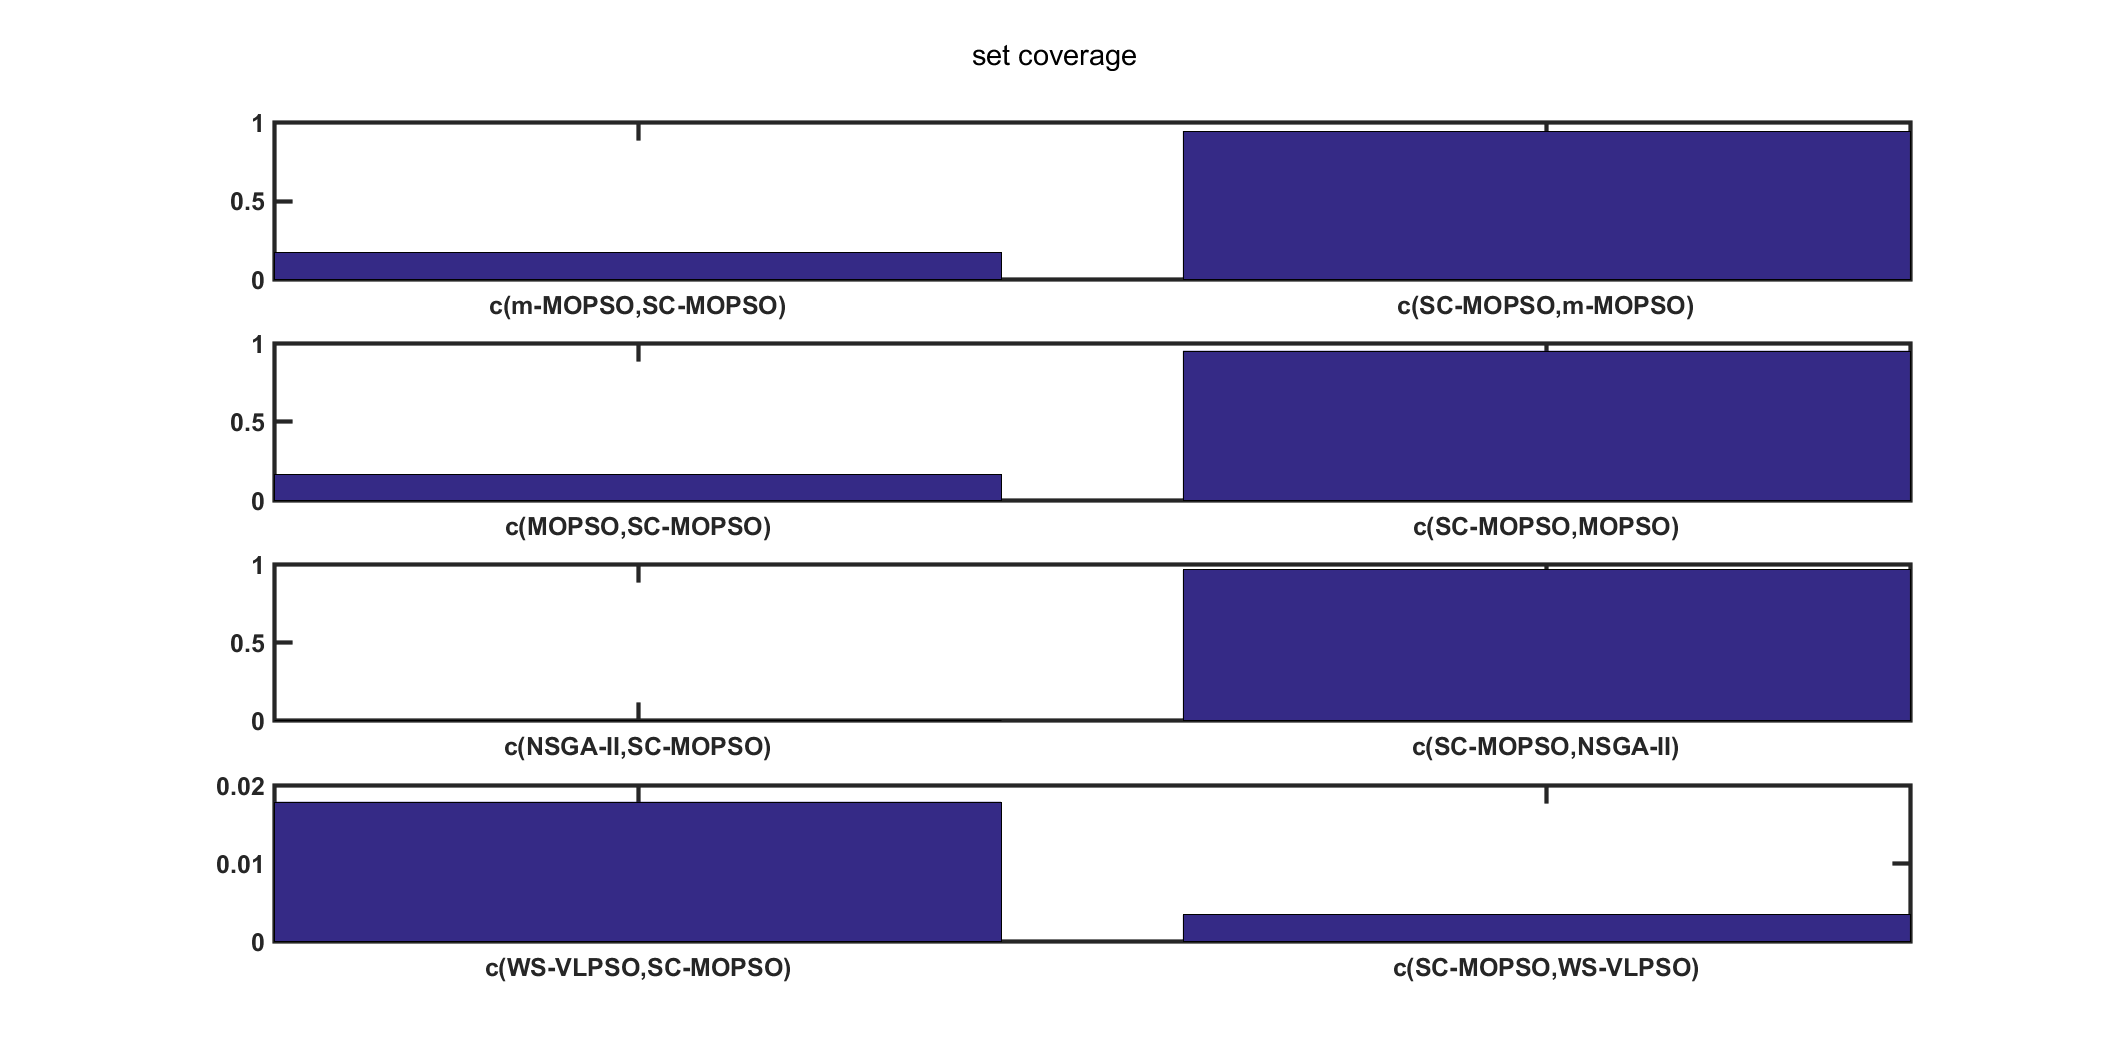 set coverage
1
0.5
0
c(m-MOPSO,SC-MOPSO) c(SC-MOPSO,m-MOPSO)
1
0.5
0
c(MOPSO,SC-MOPSO) c(SC-MOPSO,MOPSO)
1
0.5
0
c(NSGA-II,SC-MOPSO) c(SC-MOPSO,NSGA-II)
0.02
0.01
0
c(WS-VLPSO,SC-MOPSO) c(SC-MOPSO,WS-VLPSO)